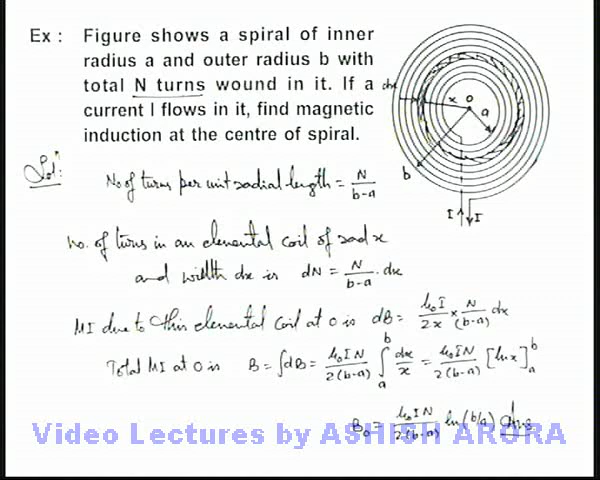 Ex : Figure shows a spiral of inner
radius a and outer radius b with
total N turns wound in it. If a
current I flows in it, find magnetic
induction at the centre of spiral.
dx
x
O
a
b
I
I
Sol:
No of turns per unit radial length = N/(b-a)
no. of turns in an elemental coil of rad x
and width dx is dN = N/(b-a) . dx
MI due to this elemental coil at O is dB = μ₀I/2x × N/(b-a) dx
Total MI at O is B = ∫dB = μ₀IN/2(b-a) ∫ₐᵇ dx/x = μ₀IN/2(b-a) [ln x]ₐᵇ
B₀ = μ₀IN/2(b-a) ln(b/a) Ans
Video Lectures by ASHISH ARORA